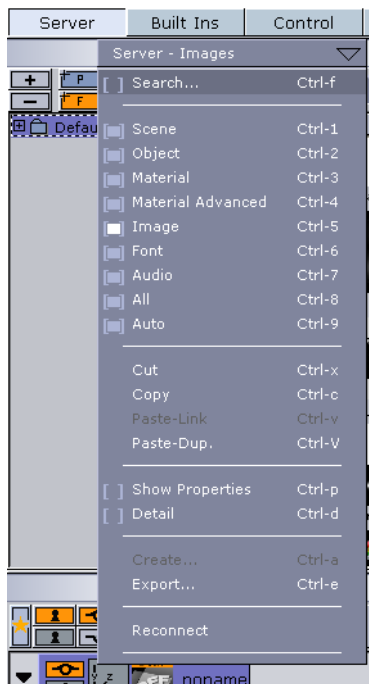 Server Built Ins Control
Server - Images
+ P
Search... Ctrl-f
- F
Defau
Scene Ctrl-1
Object Ctrl-2
Material Ctrl-3
Material Advanced Ctrl-4
Image Ctrl-5
Font Ctrl-6
Audio Ctrl-7
All Ctrl-8
Auto Ctrl-9
Cut Ctrl-x
Copy Ctrl-c
Paste-Link Ctrl-v
Paste-Dup. Ctrl-V
Show Properties Ctrl-p
Detail Ctrl-d
Create... Ctrl-a
Export... Ctrl-e
Reconnect
noname